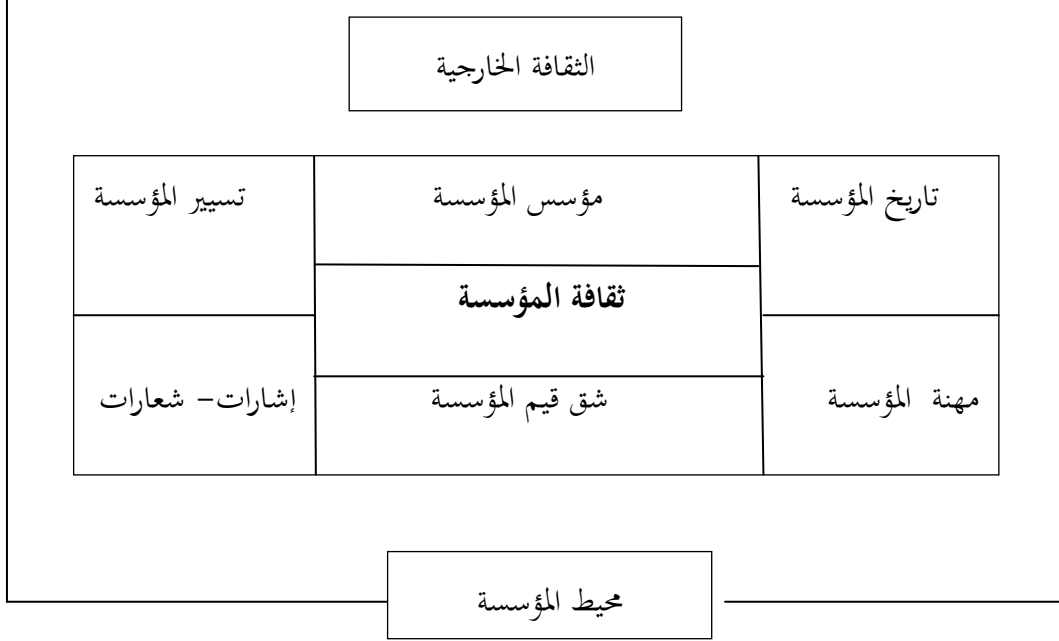 الثقافة الخارجية
تاريخ المؤسسة
مؤسس المؤسسة
تسيير المؤسسة
ثقافة المؤسسة
مهنة المؤسسة
شق قيم المؤسسة
إشارات– شعارات
محيط المؤسسة